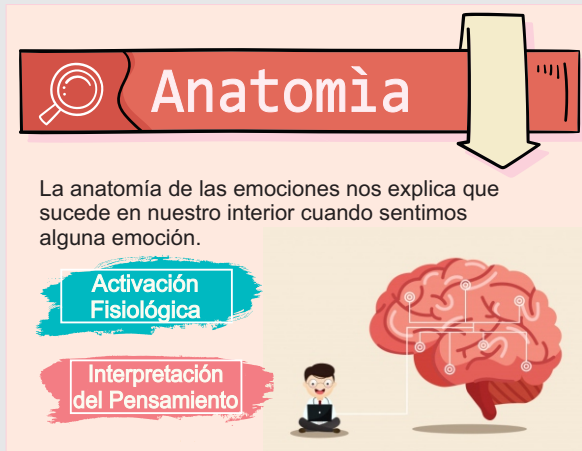 Anatomìa
La anatomía de las emociones nos explica que
sucede en nuestro interior cuando sentimos
alguna emoción.
Activación
Fisiológica
Interpretación
del Pensamiento